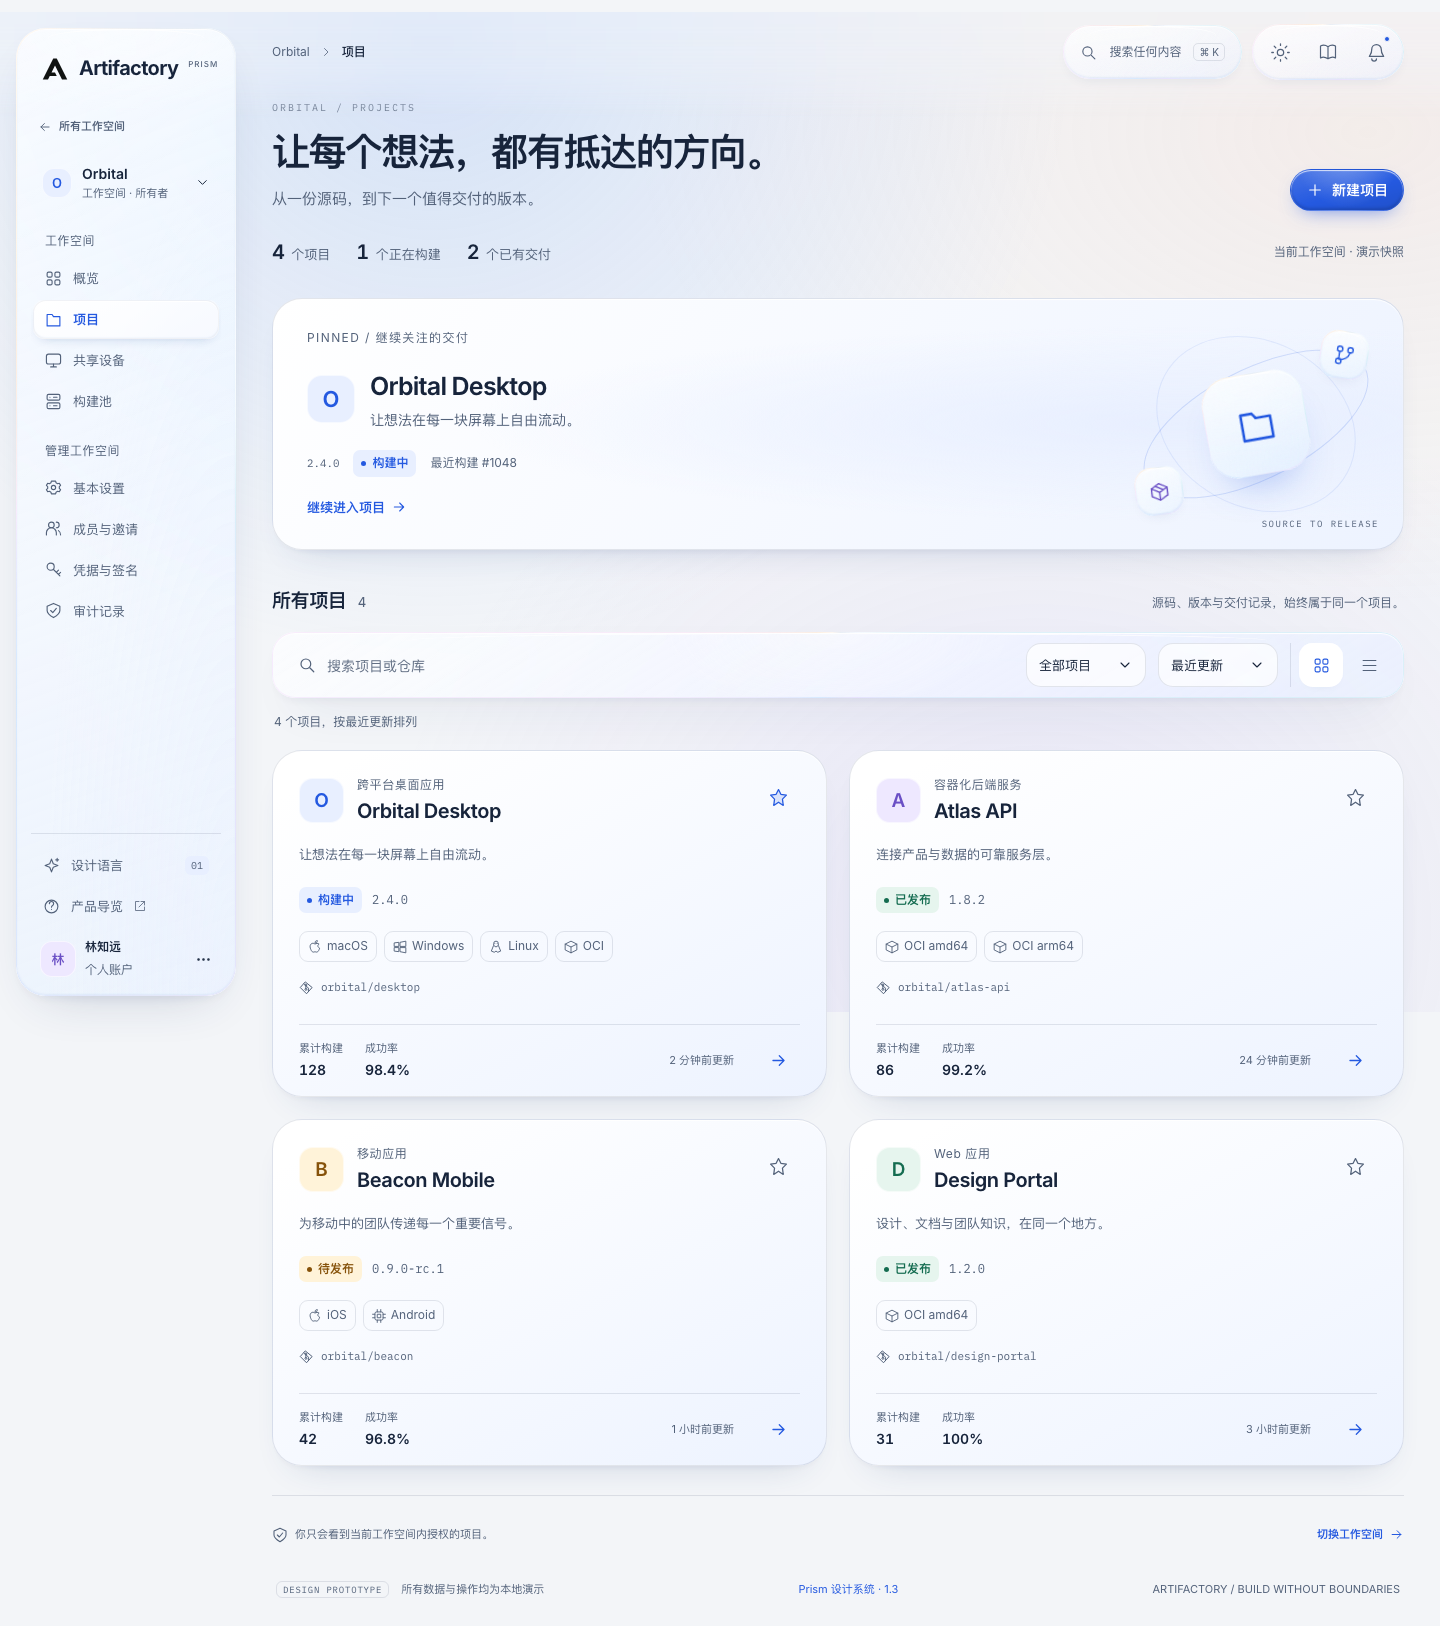 Artifactory PRISM
所有工作空间
O Orbital
工作空间 · 所有者
工作空间
概览
项目
共享设备
构建池
管理工作空间
基本设置
成员与邀请
凭据与签名
审计记录
设计语言 01
产品导览
林 林知远
个人账户
Orbital 项目
搜索任何内容 ⌘ K
ORBITAL / PROJECTS
让每个想法，都有抵达的方向。
从一份源码，到下一个值得交付的版本。
新建项目
4 个项目 1 个正在构建 2 个已有交付
当前工作空间 · 演示快照
PINNED / 继续关注的交付
O Orbital Desktop
让想法在每一块屏幕上自由流动。
2.4.0 构建中 最近构建 #1048
继续进入项目
SOURCE TO RELEASE
所有项目 4
源码、版本与交付记录，始终属于同一个项目。
搜索项目或仓库
全部项目
最近更新
4 个项目，按最近更新排列
O 跨平台桌面应用
Orbital Desktop
让想法在每一块屏幕上自由流动。
构建中 2.4.0
macOS Windows Linux OCI
orbital/desktop
累计构建 成功率
128 98.4%
2 分钟前更新
A 容器化后端服务
Atlas API
连接产品与数据的可靠服务层。
已发布 1.8.2
OCI amd64 OCI arm64
orbital/atlas-api
累计构建 成功率
86 99.2%
24 分钟前更新
B 移动应用
Beacon Mobile
为移动中的团队传递每一个重要信号。
待发布 0.9.0-rc.1
iOS Android
orbital/beacon
累计构建 成功率
42 96.8%
1 小时前更新
D Web 应用
Design Portal
设计、文档与团队知识，在同一个地方。
已发布 1.2.0
OCI amd64
orbital/design-portal
累计构建 成功率
31 100%
3 小时前更新
你只会看到当前工作空间内授权的项目。
切换工作空间
DESIGN PROTOTYPE 所有数据与操作均为本地演示
Prism 设计系统 · 1.3
ARTIFACTORY / BUILD WITHOUT BOUNDARIES